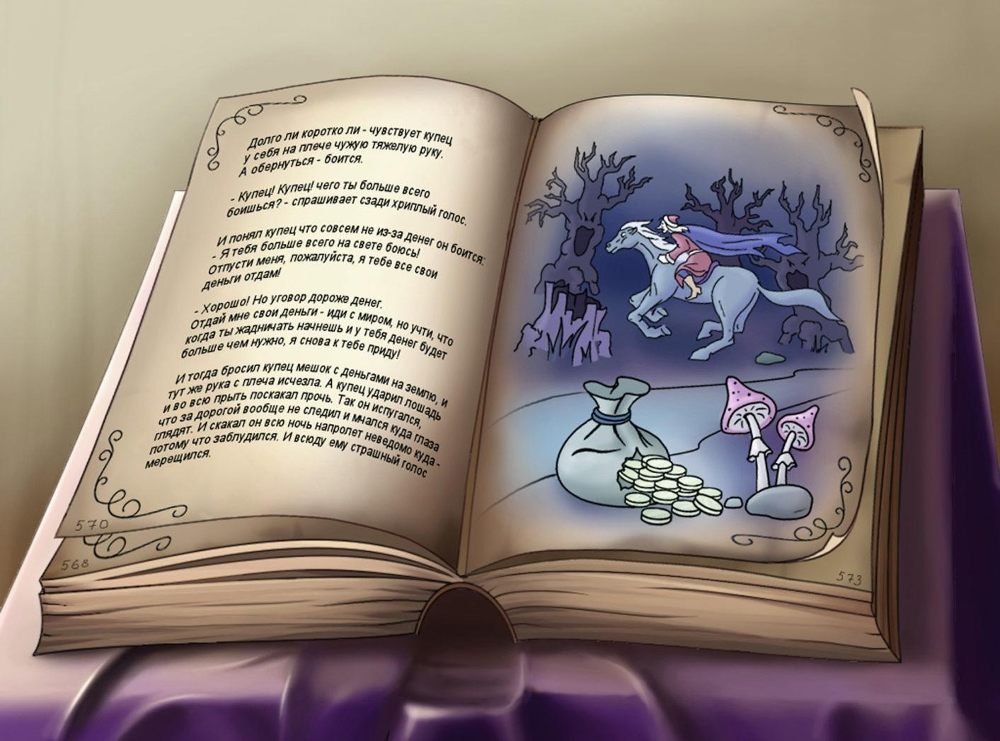 Долго ли коротко ли - чувствует купец
у себя на плече чужую тяжелую руку.
А обернуться - боится.
- Купец! Купец! чего ты больше всего
боишься? - спрашивает сзади хриплый голос.
И понял купец что совсем не из-за денег он боится:
- Я тебя больше всего на свете боюсь!
Отпусти меня, пожалуйста, я тебе все свои
деньги отдам!
- Хорошо! Но уговор дороже денег.
Отдай мне свои деньги - иди с миром, но учти, что
когда ты жадничать начнешь и у тебя денег будет
больше чем нужно, я снова к тебе приду!
И тогда бросил купец мешок с деньгами на землю, и
тут же рука с плеча исчезла. А купец ударил лошадь
и во всю прыть поскакал прочь. Так он испугался,
что за дорогой вообще не следил и мчался куда глаза
глядят. И скакал он всю ночь напролет неведомо куда -
потому что заблудился. И всюду ему страшный голос
мерещился.
570
568
573